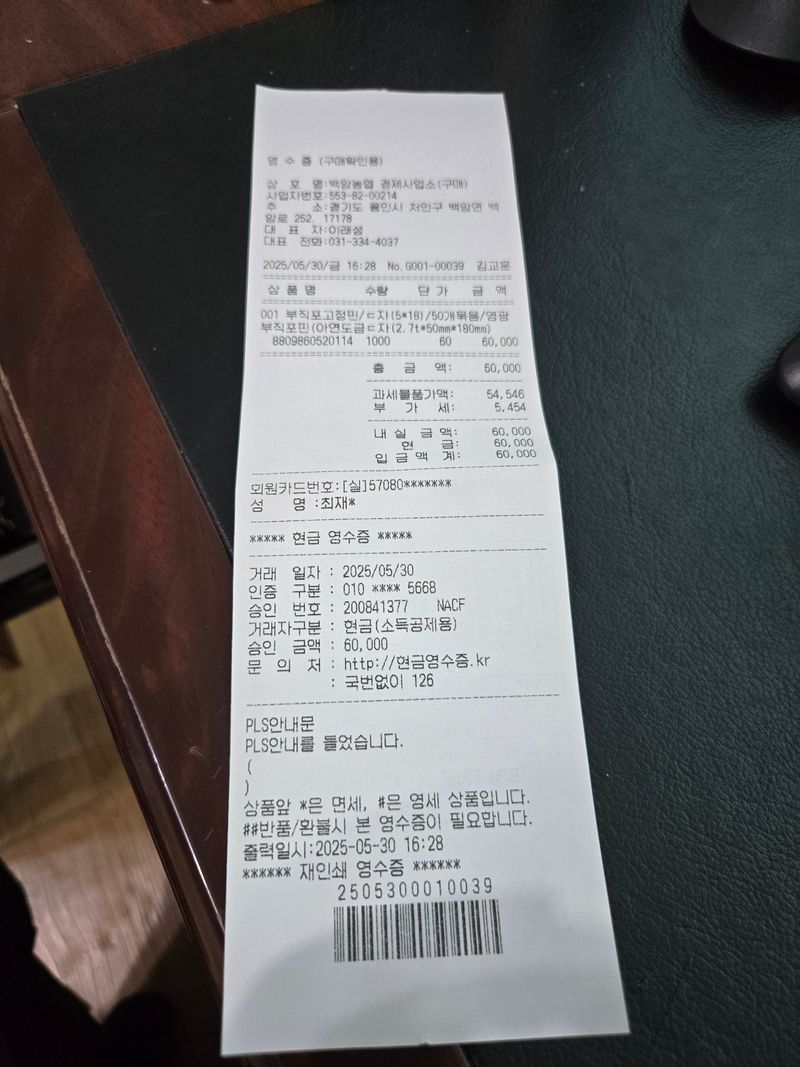 영 수 증 (구매확인용)
상 호 명:백암농협 경제사업소(구매)
사업자번호:553-82-00214
주 소:경기도 용인시 처인구 백암면 백
암로 252. 17178
대 표 자:이래성
대표 전화:031-334-4037
2025/05/30/금 16:28 No.G001-00039 김교훈
상 품 명 수량 단 가 금 액
001 부직포고정핀/ㄷ자(5*18)/50개묶음/영광
부직포핀(아연도금ㄷ자(2.7t*50mm*180mm)
8809860520114 1000 60 60,000
총 금 액: 60,000
과세물품가액: 54,546
부 가 세: 5,454
내 실 금 액: 60,000
현 금: 60,000
입 금 액 계: 60,000
회원카드번호:[실]57080*******
성 명 :최재*
***** 현금 영수증 *****
거래 일자 : 2025/05/30
인증 구분 : 010 **** 5668
승인 번호 : 200841377 NACF
거래자구분 : 현금(소득공제용)
승인 금액 : 60,000
문 의 처 : http://현금영수증.kr
: 국번없이 126
PLS안내문
PLS안내를 들었습니다.
(
)
상품앞 *은 면세, #은 영세 상품입니다.
##반품/환불시 본 영수증이 필요합니다.
출력일시:2025-05-30 16:28
****** 재인쇄 영수증 ******
2505300010039